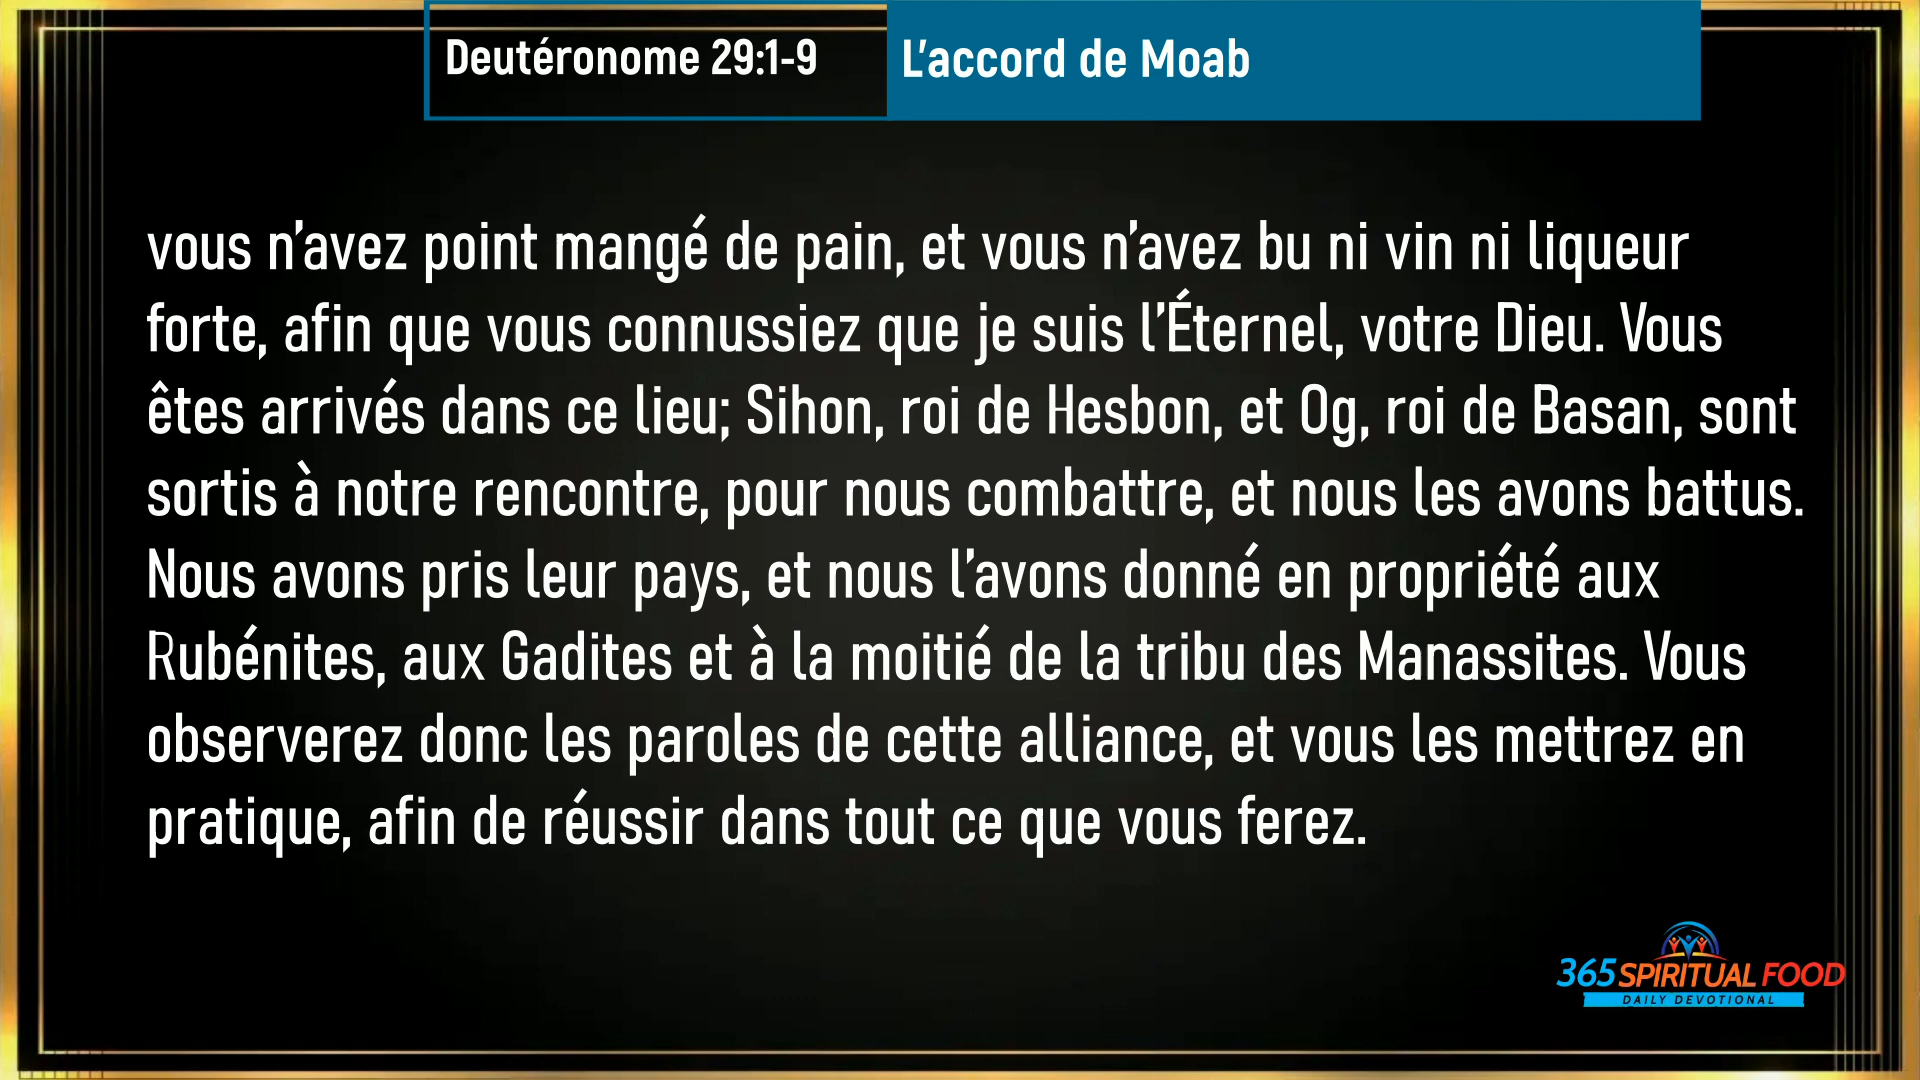 Deutéronome 29:1-9
L'accord de Moab
vous n'avez point mangé de pain, et vous n'avez bu ni vin ni liqueur
forte, afin que vous connussiez que je suis l'Éternel, votre Dieu. Vous
êtes arrivés dans ce lieu; Sihon, roi de Hesbon, et Og, roi de Basan, sont
sortis à notre rencontre, pour nous combattre, et nous les avons battus.
Nous avons pris leur pays, et nous l'avons donné en propriété aux
Rubénites, aux Gadites et à la moitié de la tribu des Manassites. Vous
observerez donc les paroles de cette alliance, et vous les mettrez en
pratique, afin de réussir dans tout ce que vous ferez.
365 SPIRITUAL FOOD
DAILY DEVOTIONAL